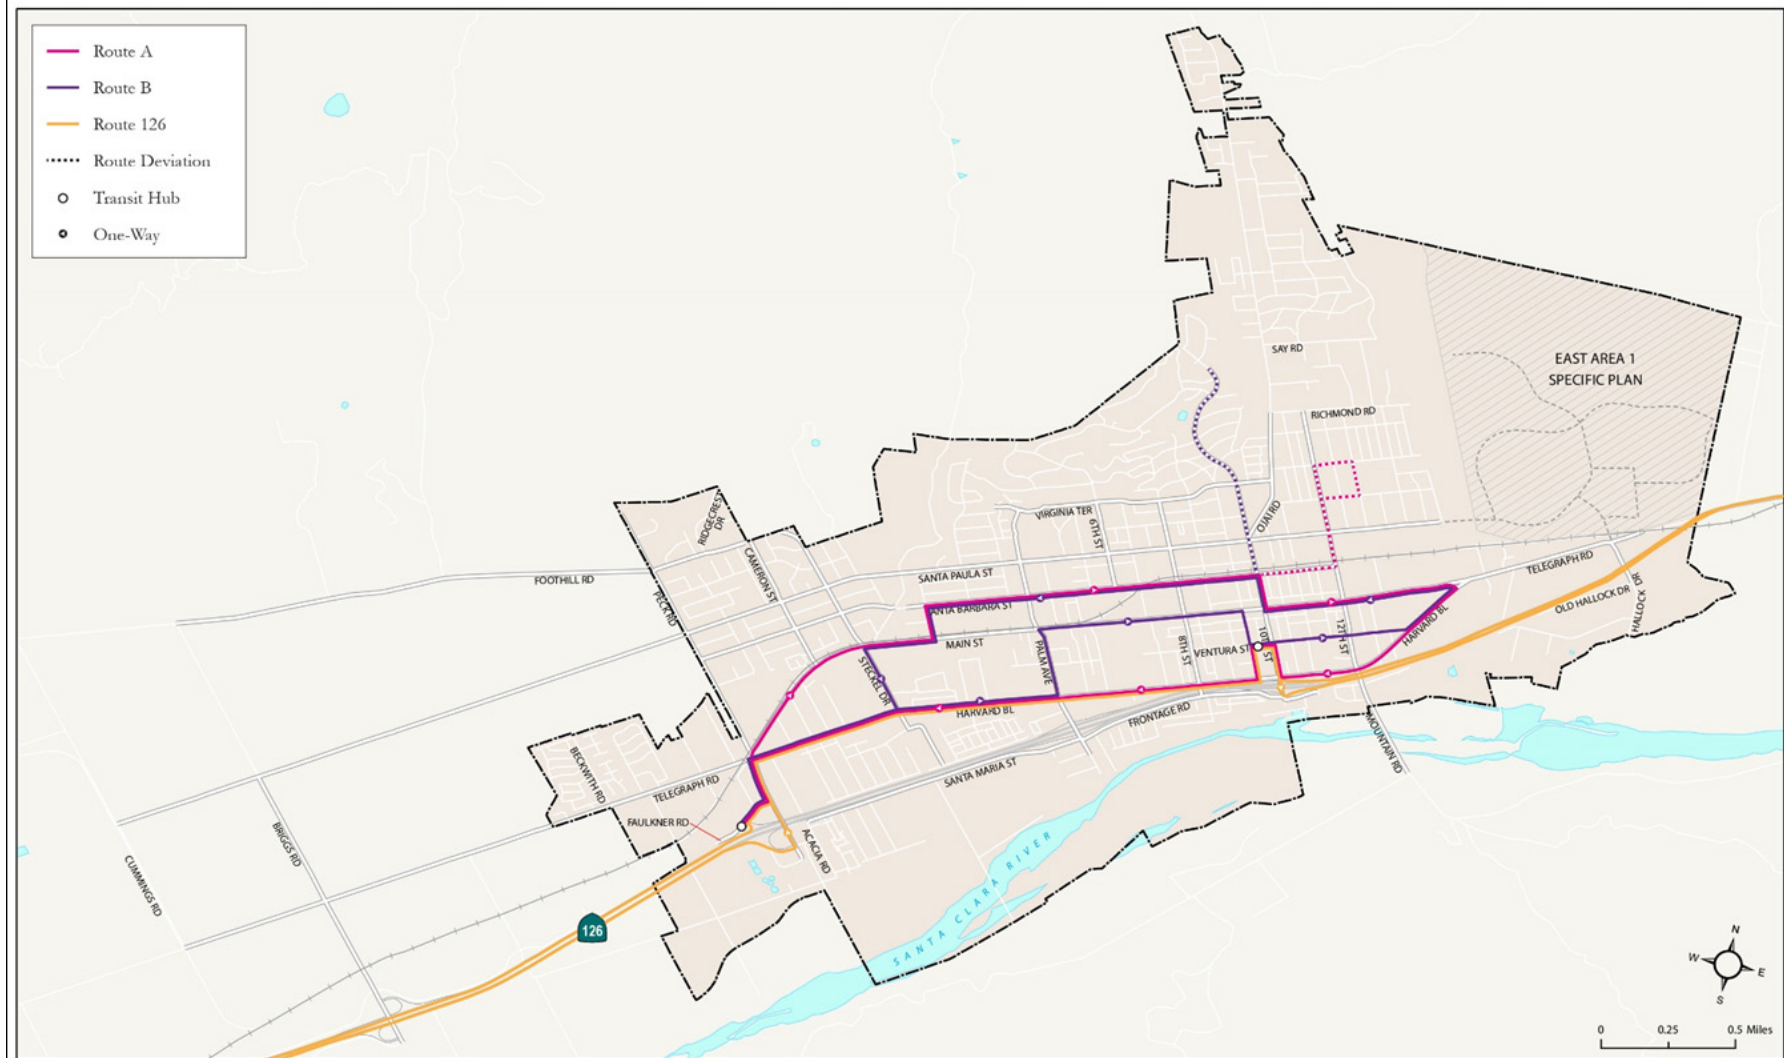 Route A
Route B
Route 126
Route Deviation
Transit Hub
One-Way
SAY RD
EAST AREA 1
SPECIFIC PLAN
RICHMOND RD
RIDGECREST
DR
VIRGINIA TER
6TH ST
OJAI RD
CAMERON ST
FOOTHILL RD
PECK RD
SANTA PAULA ST
TELEGRAPH RD
OLD HALLOCK DR
HALLOCK DR
ANTA BARBARA ST
MAIN ST
STECKEL DR
PALM AVE
8TH ST
VENTURA ST
10TH ST
12TH ST
HARVARD BL
HARVARD BL
FRONTAGE RD
SANTA MARIA ST
MOUNTAIN RD
BECKWITH RD
TELEGRAPH RD
FAULKNER RD
ACACIA RD
BRIGGS RD
CUMMINGS RD
126
SANTA CLARA RIVER
N
W
E
S
0 0.25 0.5 Miles